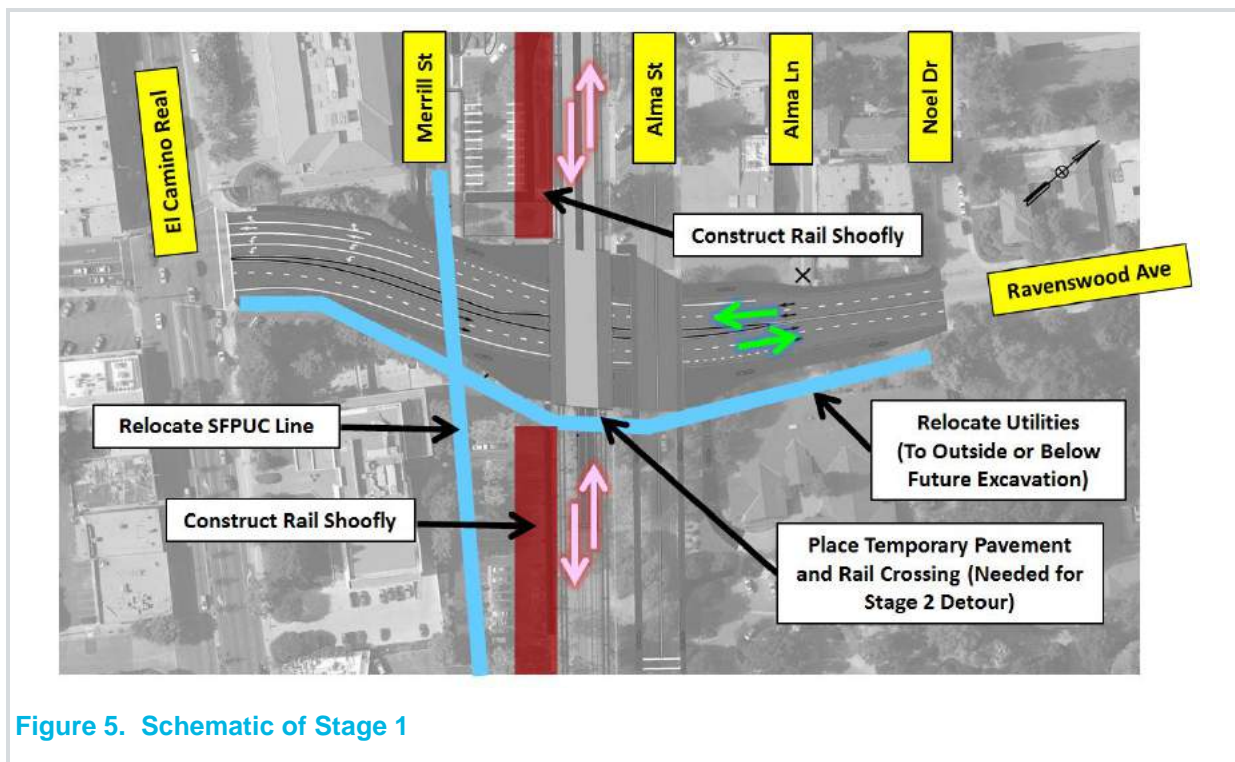 El Camino Real
Merrill St
Alma St
Alma Ln
Noel Dr
Construct Rail Shoofly
Ravenswood Ave
Relocate SFPUC Line
Relocate Utilities
(To Outside or Below
Future Excavation)
Construct Rail Shoofly
Place Temporary Pavement
and Rail Crossing (Needed for
Stage 2 Detour)
Figure 5. Schematic of Stage 1